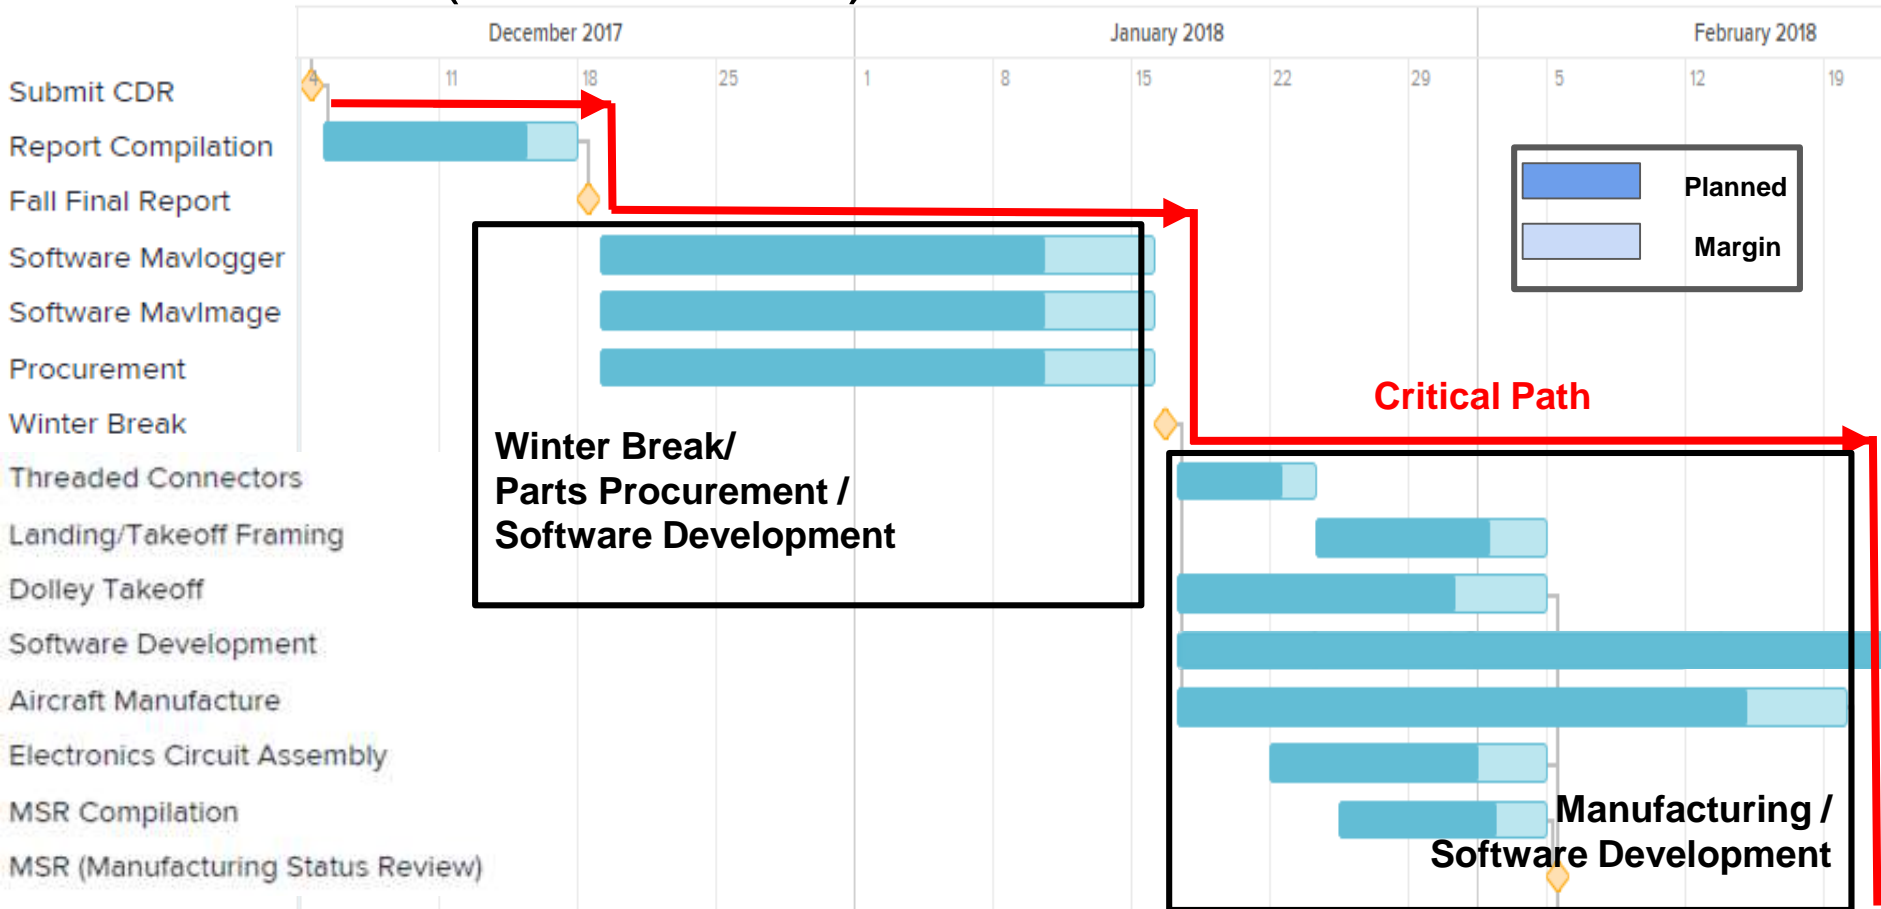 December 2017
January 2018
February 2018
4 11 18 25 1 8 15 22 29 5 12 19
Submit CDR
Report Compilation
Fall Final Report
Software Mavlogger
Software MavImage
Procurement
Winter Break
Threaded Connectors
Landing/Takeoff Framing
Dolley Takeoff
Software Development
Aircraft Manufacture
Electronics Circuit Assembly
MSR Compilation
MSR (Manufacturing Status Review)
Planned
Margin
Critical Path
Winter Break/
Parts Procurement /
Software Development
Manufacturing /
Software Development